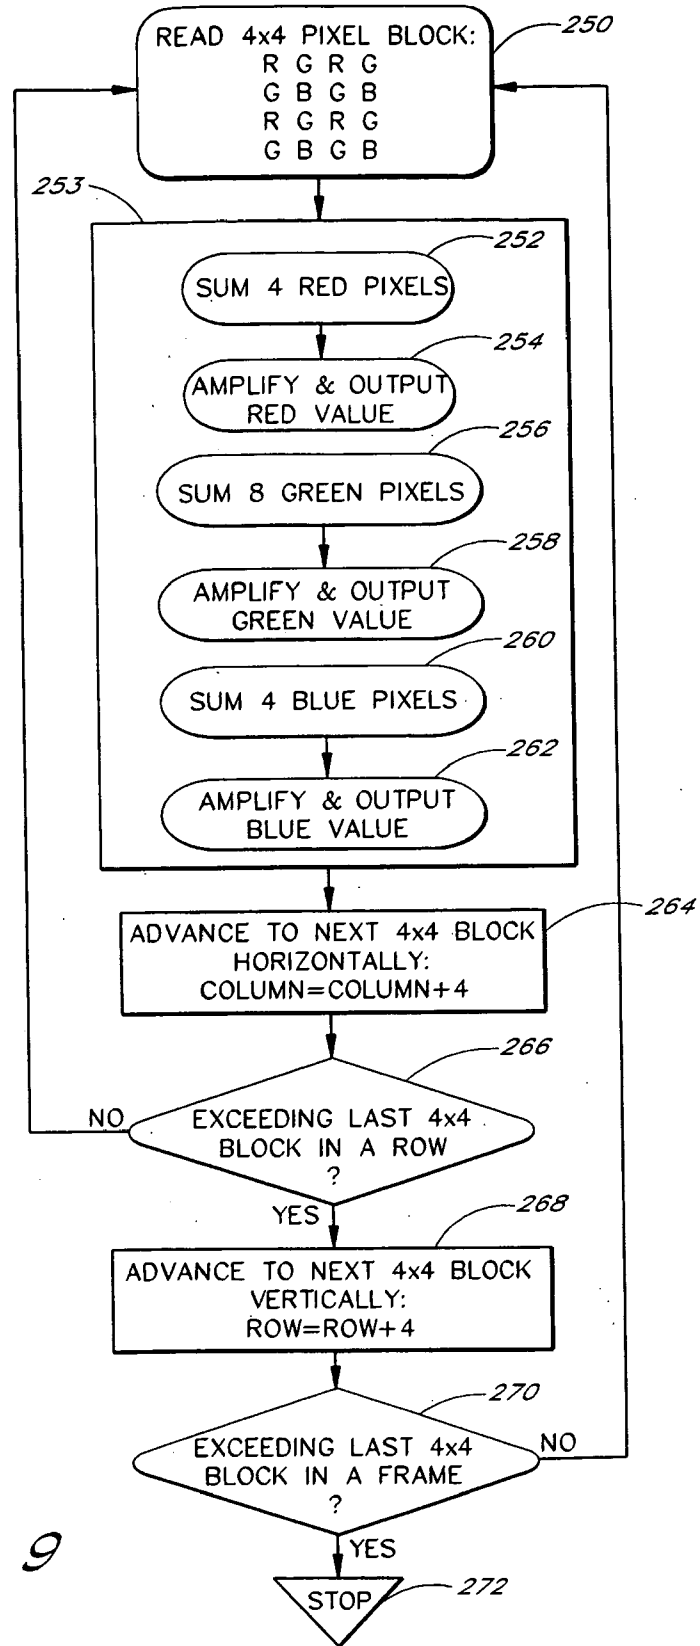 READ 4x4 PIXEL BLOCK:
R G R G
G B G B
R G R G
G B G B
250
253
252
SUM 4 RED PIXELS
254
AMPLIFY & OUTPUT
RED VALUE
256
SUM 8 GREEN PIXELS
258
AMPLIFY & OUTPUT
GREEN VALUE
260
SUM 4 BLUE PIXELS
262
AMPLIFY & OUTPUT
BLUE VALUE
264
ADVANCE TO NEXT 4x4 BLOCK
HORIZONTALLY:
COLUMN=COLUMN+4
266
NO
EXCEEDING LAST 4x4
BLOCK IN A ROW
?
YES
268
ADVANCE TO NEXT 4x4 BLOCK
VERTICALLY:
ROW=ROW+4
270
EXCEEDING LAST 4x4
BLOCK IN A FRAME
?
NO
9
YES
STOP
272